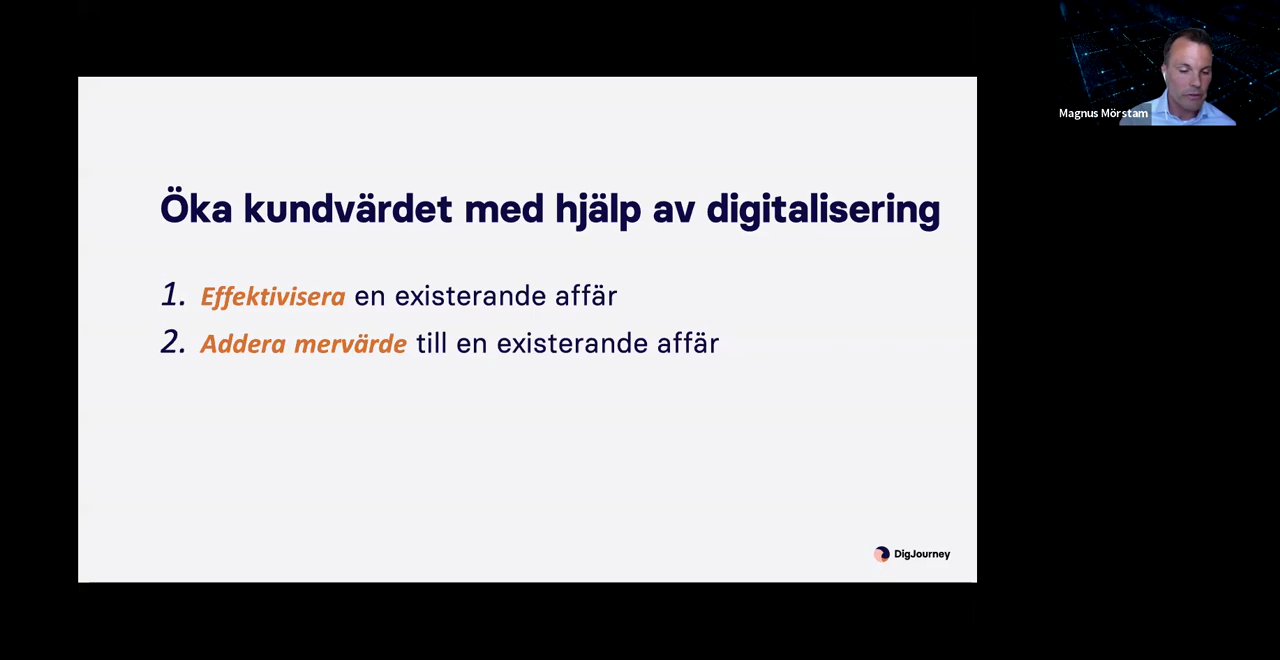 Öka kundvärdet med hjälp av digitalisering
1. Effektivisera en existerande affär
2. Addera mervärde till en existerande affär
DigJourney
Magnus Mörstam